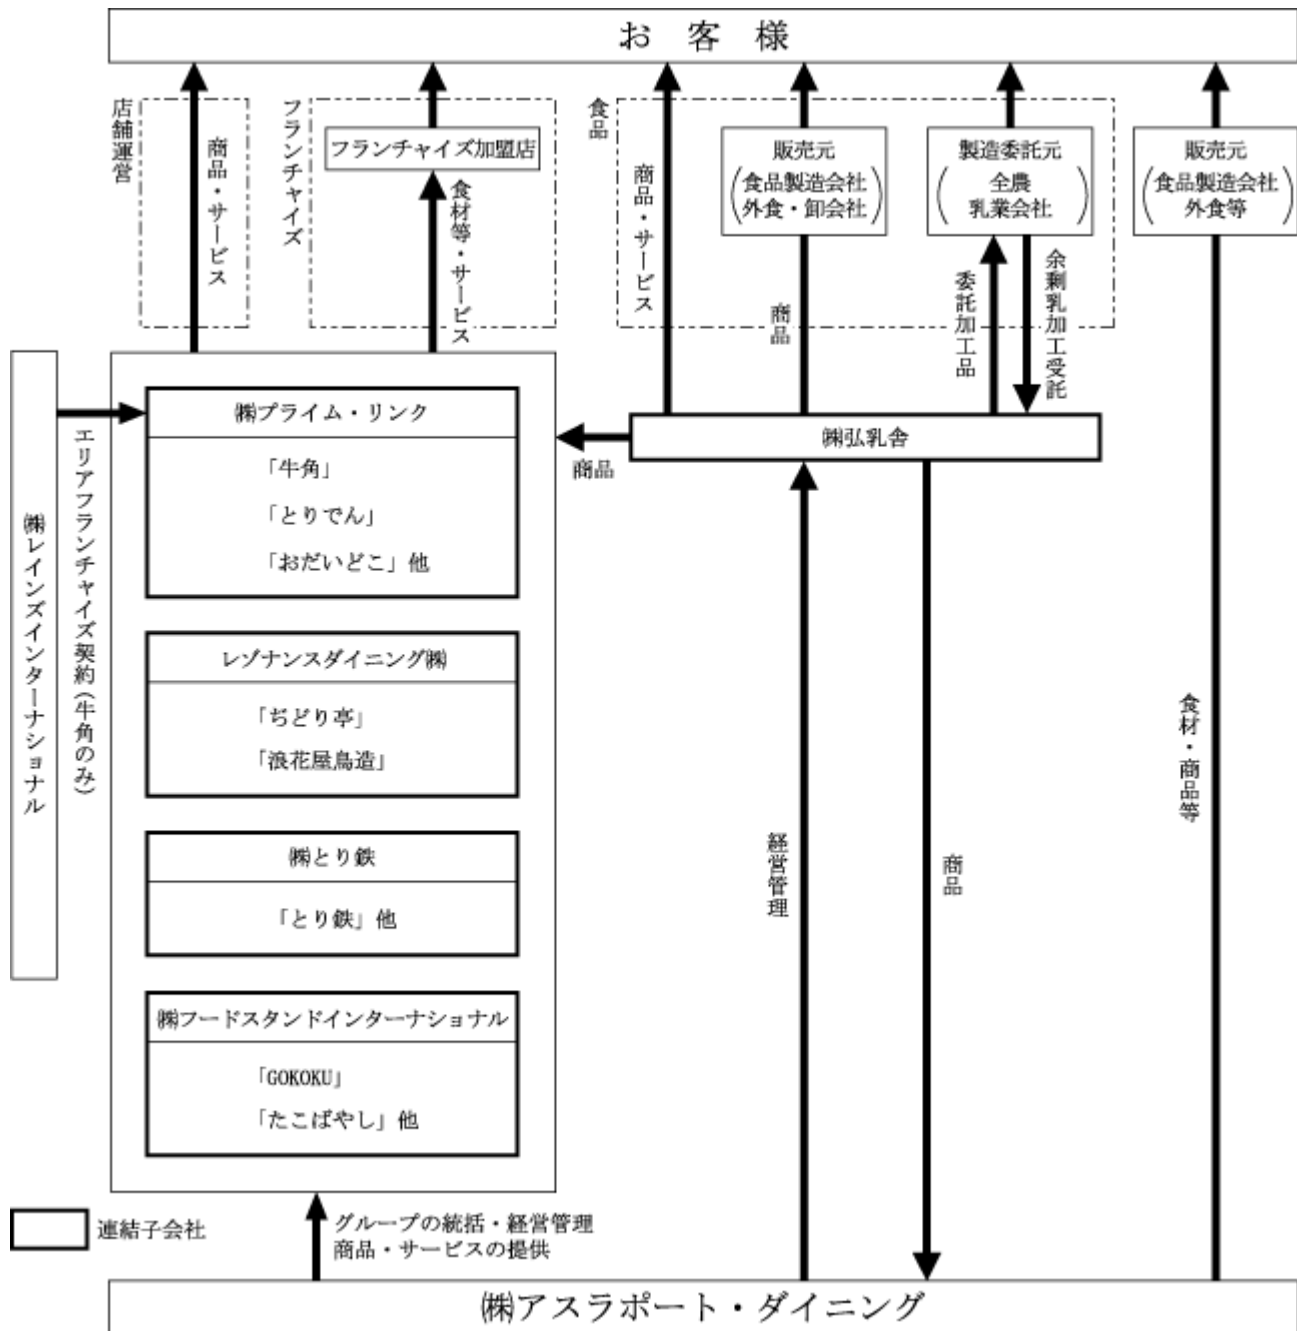 お客様
店舗運営
商品・サービス
フランチャイズ
フランチャイズ加盟店
食材等・サービス
食品
商品・サービス
販売元
(食品製造会社
外食・卸会社)
商品
製造委託元
(全農
乳業会社)
委託加工品
余剰乳加工受託
販売元
(食品製造会社
外食等)
㈱レインズインターナショナル
エリアフランチャイズ契約(牛角のみ)
㈱プライム・リンク
「牛角」
「とりでん」
「おだいどこ」他
商品
㈱弘乳舎
レゾナンスダイニング㈱
「ぢどり亭」
「浪花屋鳥造」
㈱とり鉄
「とり鉄」他
㈱フードスタンドインターナショナル
「GOKOKU」
「たこばやし」他
経営管理
商品
食材・商品等
連結子会社
グループの統括・経営管理
商品・サービスの提供
㈱アスラポート・ダイニング